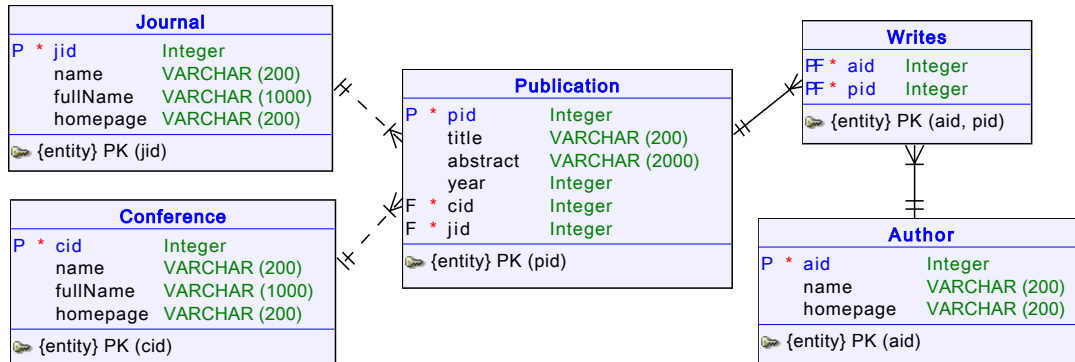 Journal
P * jid Integer
name VARCHAR (200)
fullName VARCHAR (1000)
homepage VARCHAR (200)
{entity} PK (jid)
Conference
P * cid Integer
name VARCHAR (200)
fullName VARCHAR (1000)
homepage VARCHAR (200)
{entity} PK (cid)
Publication
P * pid Integer
title VARCHAR (200)
abstract VARCHAR (2000)
year Integer
F * cid Integer
F * jid Integer
{entity} PK (pid)
Writes
PF * aid Integer
PF * pid Integer
{entity} PK (aid, pid)
Author
P * aid Integer
name VARCHAR (200)
homepage VARCHAR (200)
{entity} PK (aid)